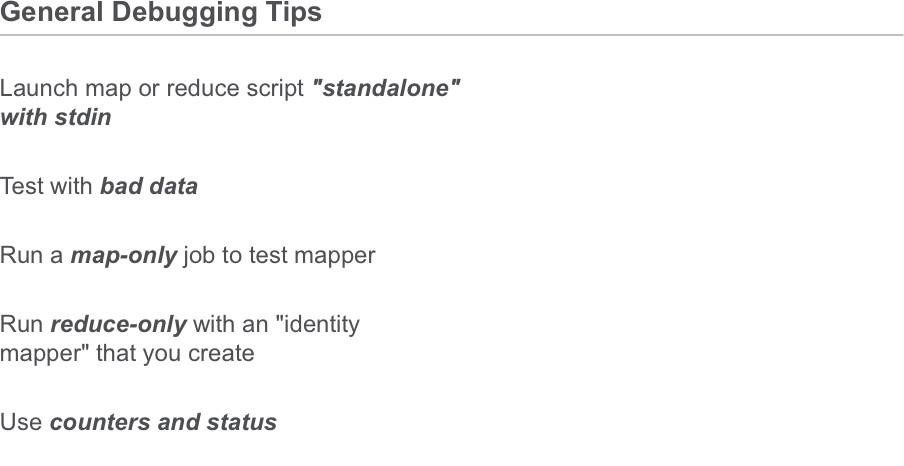 General Debugging Tips
Launch map or reduce script "standalone"
with stdin
Test with bad data
Run a map-only job to test mapper
Run reduce-only with an "identity
mapper" that you create
Use counters and status